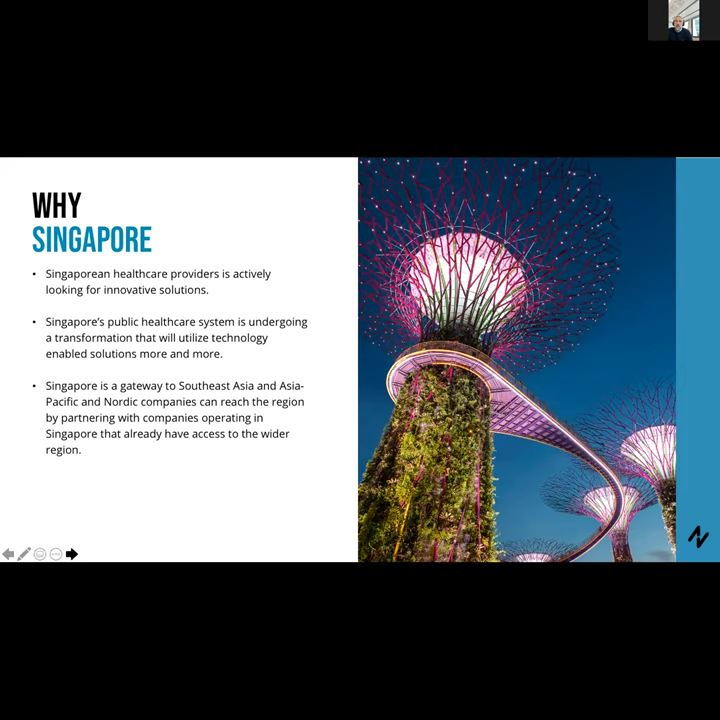 WHY
SINGAPORE
• Singaporean healthcare providers is actively
looking for innovative solutions.
• Singapore’s public healthcare system is undergoing
a transformation that will utilize technology
enabled solutions more and more.
• Singapore is a gateway to Southeast Asia and Asia-
Pacific and Nordic companies can reach the region
by partnering with companies operating in
Singapore that already have access to the wider
region.